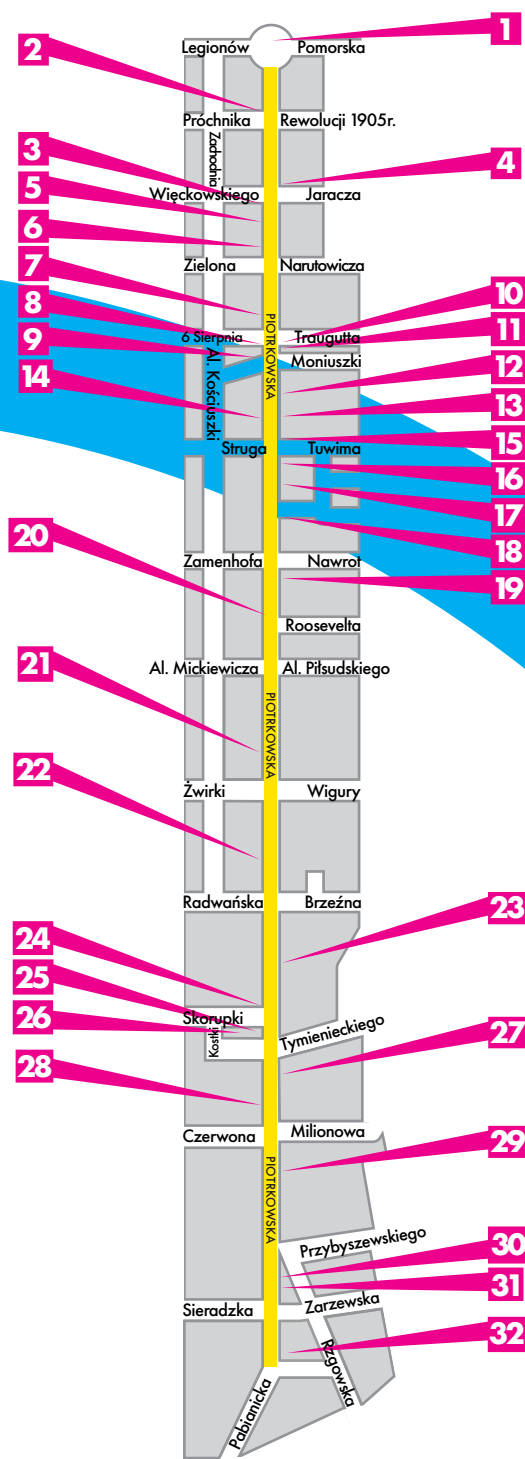 1
Legionów Pomorska
2
Próchnika Rewolucji 1905r.
Zachodnia
3
4
Więckowskiego Jaracza
5
6
Zielona Narutowicza
7
8
9
10
11
PIOTRKOWSKA
6 Sierpnia Traugutta
Moniuszki
Al. Kościuszki
12
13
14
15
Struga Tuwima
16
17
18
19
20
Zamenhofa Nawrot
Roosevelta
21
Al. Mickiewicza Al. Piłsudskiego
PIOTRKOWSKA
22
Żwirki Wigury
Radwańska Brzeźna
23
24
25
26
Skorupki
Kostki
Tymienieckiego
27
28
Czerwona Milionowa
29
PIOTRKOWSKA
Przybyszewskiego
30
31
Sieradzka Zarzewska
32
Rzgowska
Pabianicka